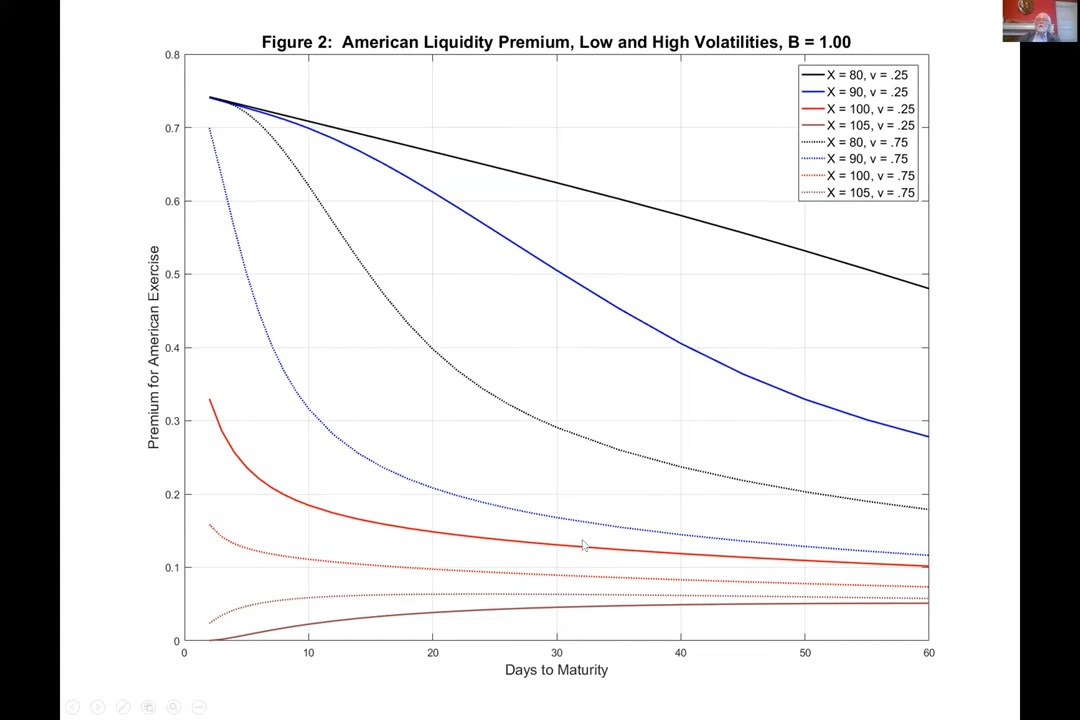 Figure 2:  American Liquidity Premium, Low and High Volatilities, B = 1.00
X = 80, v = .25
X = 90, v = .25
X = 100, v = .25
X = 105, v = .25
X = 80, v = .75
X = 90, v = .75
X = 100, v = .75
X = 105, v = .75
Premium for American Exercise
0.8
0.7
0.6
0.5
0.4
0.3
0.2
0.1
0
0 10 20 30 40 50 60
Days to Maturity